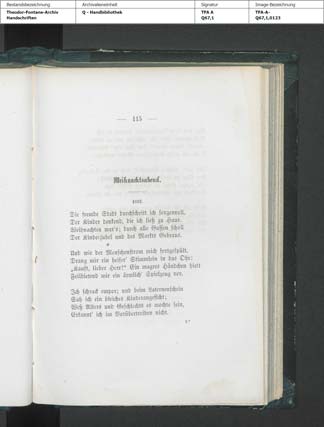 Bestandsbezeichnung
Theodor-Fontane-Archiv
Handschriften
Archivaleneinheit
Q - Handbibliothek
Signatur
TFA A
Q67,1
Image-Bezeichnung
TFA-A-
Q67,1,0123
— 115 —
Weihnachtsabend.
1852.
Die fremde Stadt durchschritt ich sorgenvoll,
Der Kinder denkend, die ich ließ zu Haus.
Weihnachten war's; durch alle Gassen scholl
Der Kinderjubel und des Markts Gebraus.
Und wie der Menschenstrom mich fortgespült,
Drang mir ein heiser' Stimmlein in das Ohr:
„Kauft, lieber Herr!“ Ein magres Händchen hielt
Feilbietend mir ein ärmlich Spielzeug vor.
Ich schrak empor; und beim Laternenschein
Sah ich ein bleiches Kinderangesicht;
Weß Alters und Geschlechts es mochte sein,
Erkannt' ich im Vorübertreiben nicht.